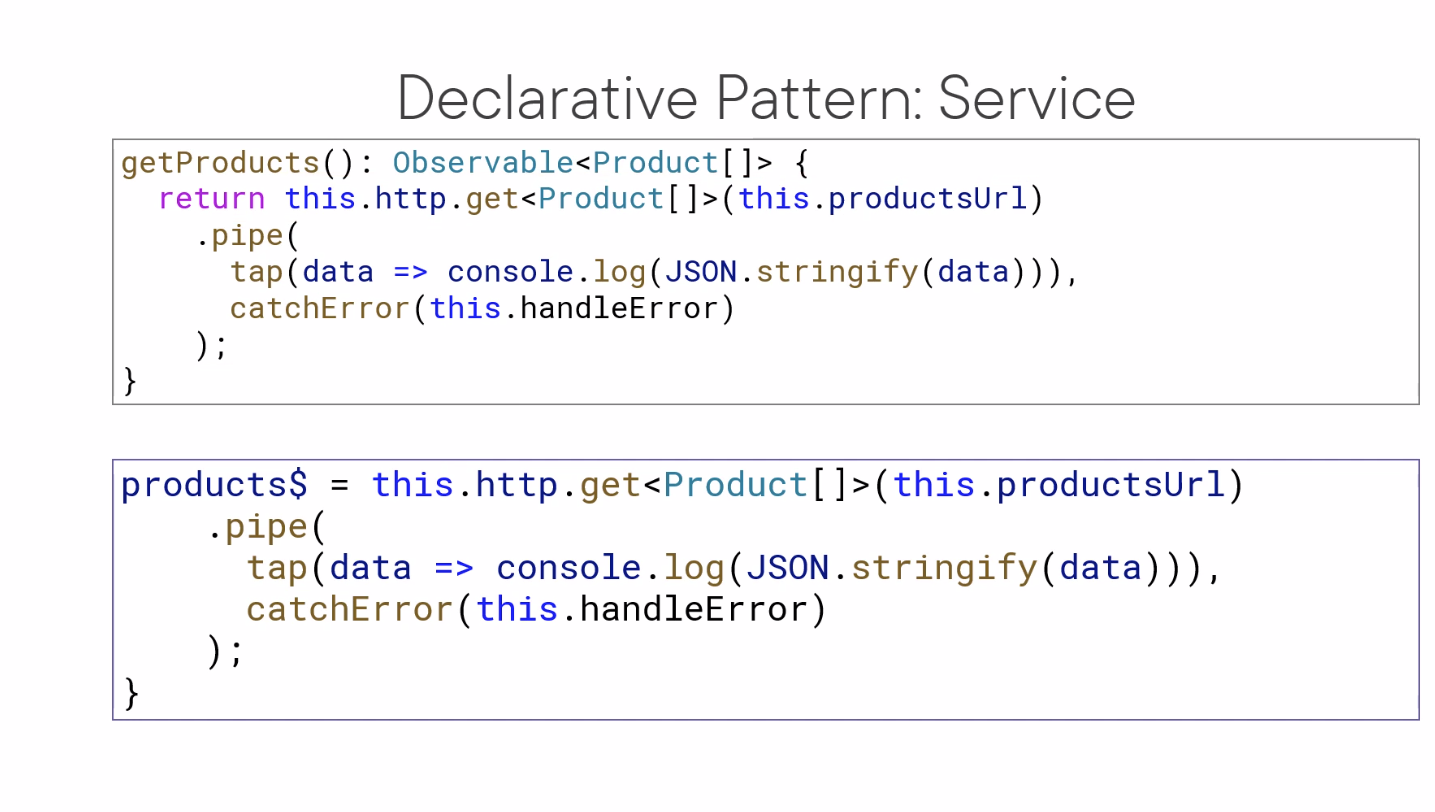 Declarative Pattern: Service
getProducts(): Observable<Product[]> {
  return this.http.get<Product[]>(this.productsUrl)
    .pipe(
      tap(data => console.log(JSON.stringify(data))),
      catchError(this.handleError)
    );
}
products$ = this.http.get<Product[]>(this.productsUrl)
    .pipe(
      tap(data => console.log(JSON.stringify(data))),
      catchError(this.handleError)
    );
}